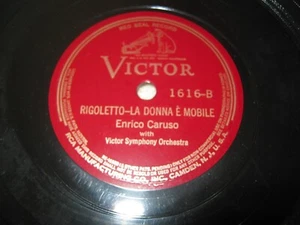 RED SEAL RECORD
VICTOR
1616-B
RIGOLETTO—LA DONNA È MOBILE
Enrico Caruso
with
Victor Symphony Orchestra
RCA MANUFACTURING CO., INC., CAMDEN, N. J., U.S.A.